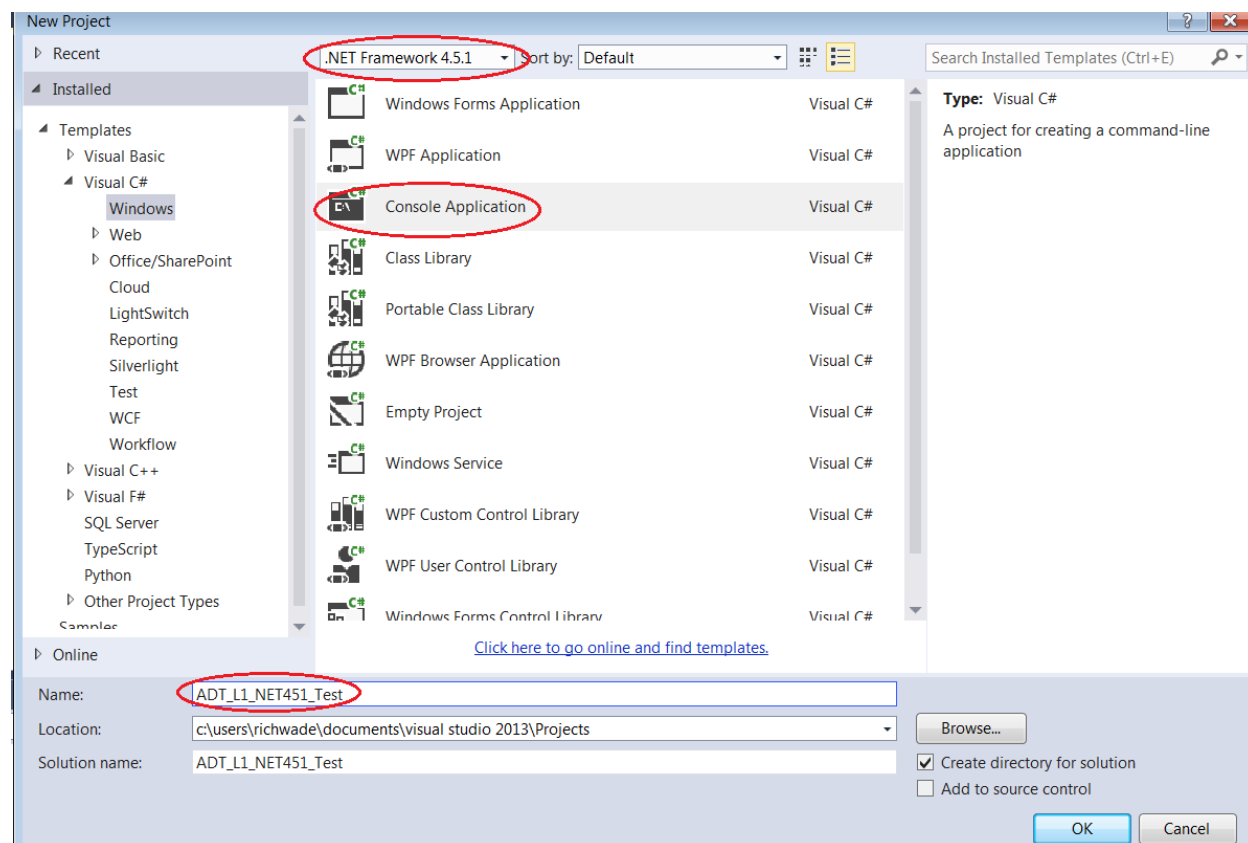 New Project
?
Recent
.NET Framework 4.5.1
Sort by: Default
Search Installed Templates (Ctrl+E)
Installed
Templates
Visual Basic
Visual C#
Windows
Web
Office/SharePoint
Cloud
LightSwitch
Reporting
Silverlight
Test
WCF
Workflow
Visual C++
Visual F#
SQL Server
TypeScript
Python
Other Project Types
Samples
Online
C# Windows Forms Application Visual C#
C# WPF Application Visual C#
C# C:\ Console Application Visual C#
C# Class Library Visual C#
C# Portable Class Library Visual C#
C# WPF Browser Application Visual C#
C# Empty Project Visual C#
C# Windows Service Visual C#
C# WPF Custom Control Library Visual C#
C# WPF User Control Library Visual C#
C# Windows Forms Control Library Visual C#
Click here to go online and find templates.
Type: Visual C#
A project for creating a command-line
application
Name: ADT_L1_NET451_Test
Location: c:\users\richwade\documents\visual studio 2013\Projects
Browse...
Solution name: ADT_L1_NET451_Test
Create directory for solution
Add to source control
OK
Cancel